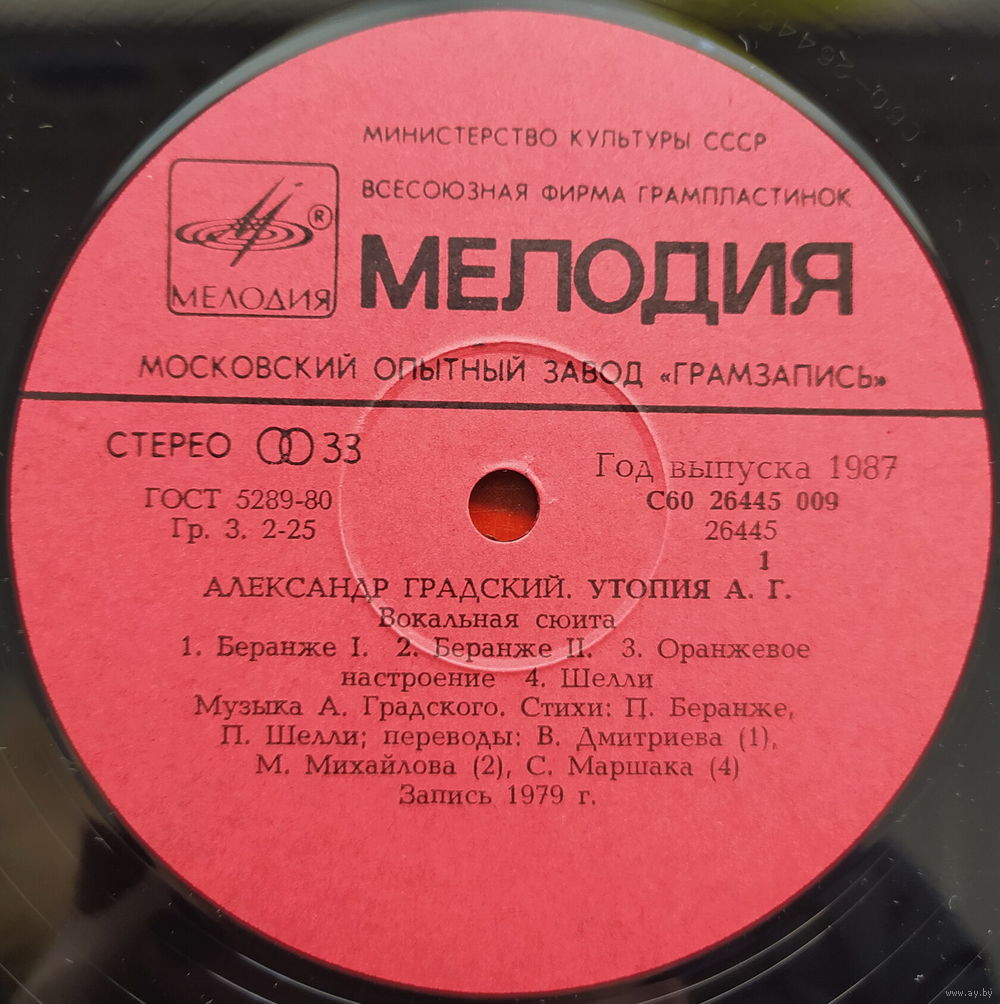 МИНИСТЕРСТВО КУЛЬТУРЫ СССР
ВСЕСОЮЗНАЯ ФИРМА ГРАМПЛАСТИНОК
®
МЕЛОДИЯ
МЕЛОДИЯ
МОСКОВСКИЙ ОПЫТНЫЙ ЗАВОД «ГРАМЗАПИСЬ»
СТЕРЕО 33
Год выпуска 1987
ГОСТ 5289-80
С60 26445 009
Гр. 3. 2-25
26445
1
АЛЕКСАНДР ГРАДСКИЙ. УТОПИЯ А. Г.
Вокальная сюита
1. Беранже I. 2. Беранже II. 3. Оранжевое
настроение 4. Шелли
Музыка А. Градского. Стихи: П. Беранже,
П. Шелли; переводы: В. Дмитриева (1),
М. Михайлова (2), С. Маршака (4)
Запись 1979 г.
www.ay.by